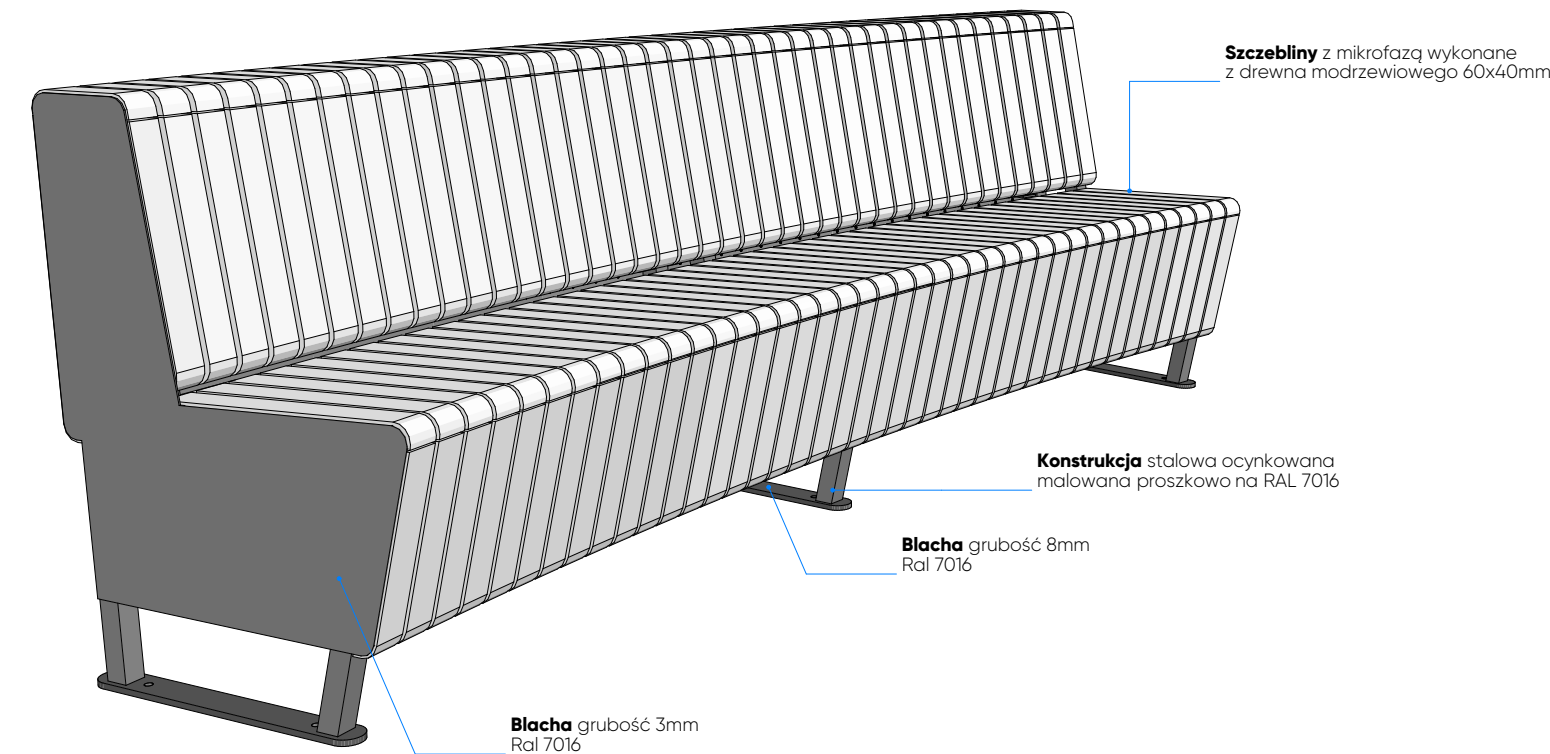 Szczebliny z mikrofazą wykonane
z drewna modrzewiowego 60x40mm
Konstrukcja stalowa ocynkowana
malowana proszkowo na RAL 7016
Blacha grubość 8mm
Ral 7016
Blacha grubość 3mm
Ral 7016